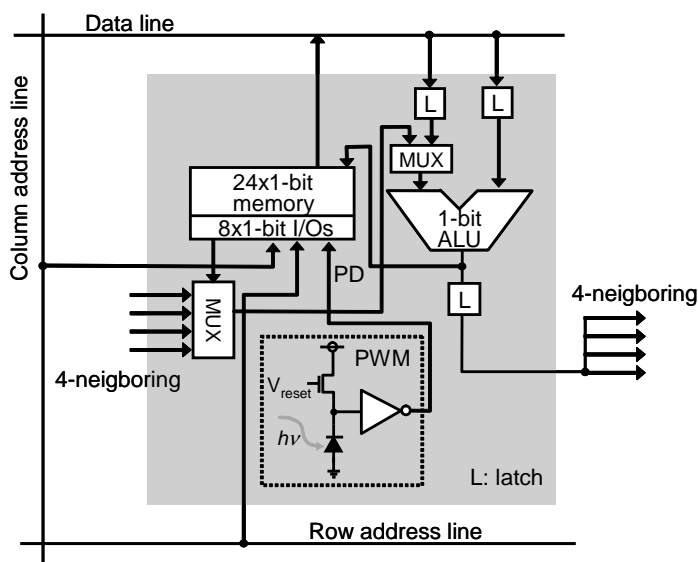 Data line
Column address line
L
L
MUX
24x1-bit
memory
8x1-bit I/Os
1-bit
ALU
PD
MUX
L
4-neigboring
4-neigboring
PWM
Vreset
hν
L: latch
Row address line